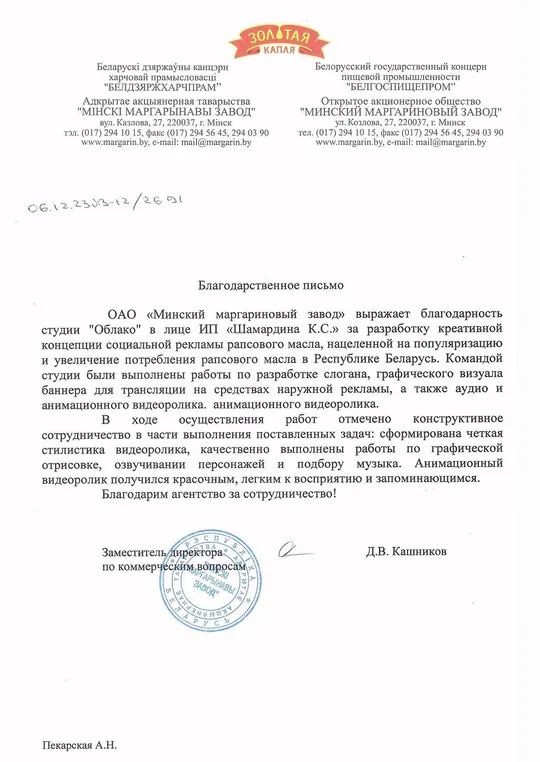 ЗОЛОТАЯ
КАПЛЯ
Беларускі дзяржаўны канцэрн
харчовай прамысловасці
"БЕЛДЗЯРЖХАРЧПРАМ"
Адкрытае акцыянернае таварыства
"МІНСКІ МАРГАРЫНАВЫ ЗАВОД"
вул. Казлова, 27, 220037, г. Мінск
тэл. (017) 294 10 15, факс (017) 294 56 45, 294 03 90
www.margarin.by, e-mail: mail@margarin.by
Белорусский государственный концерн
пищевой промышленности
"БЕЛГОСПИЩЕПРОМ"
Открытое акционерное общество
"МИНСКИЙ МАРГАРИНОВЫЙ ЗАВОД"
ул. Козлова, 27, 220037, г. Минск
тел. (017) 294 10 15, факс (017) 294 56 45, 294 03 90
www.margarin.by, e-mail: mail@margarin.by
Благодарственное письмо
ОАО «Минский маргариновый завод» выражает благодарность
студии "Облако" в лице ИП «Шамардина К.С.» за разработку креативной
концепции социальной рекламы рапсового масла, нацеленной на популяризацию
и увеличение потребления рапсового масла в Республике Беларусь. Командой
студии были выполнены работы по разработке слогана, графического визуала
баннера для трансляции на средствах наружной рекламы, а также аудио и
анимационного видеоролика. анимационного видеоролика.
В ходе осуществления работ отмечено конструктивное
сотрудничество в части выполнения поставленных задач: сформирована четкая
стилистика видеоролика, качественно выполнены работы по графической
отрисовке, озвучивании персонажей и подбору музыка. Анимационный
видеоролик получился красочным, легким к восприятию и запоминающимся.
Благодарим агентство за сотрудничество!
Заместитель директора
по коммерческим вопросам
Д.В. Кашников
РЭСПУБЛІКА БЕЛАРУСЬ
АДКРЫТАЕ АКЦЫЯНЕРНАЕ ТАВАРЫСТВА
"МІНСКІ
МАРГАРЫНАВЫ
ЗАВОД"
Пекарская А.Н.